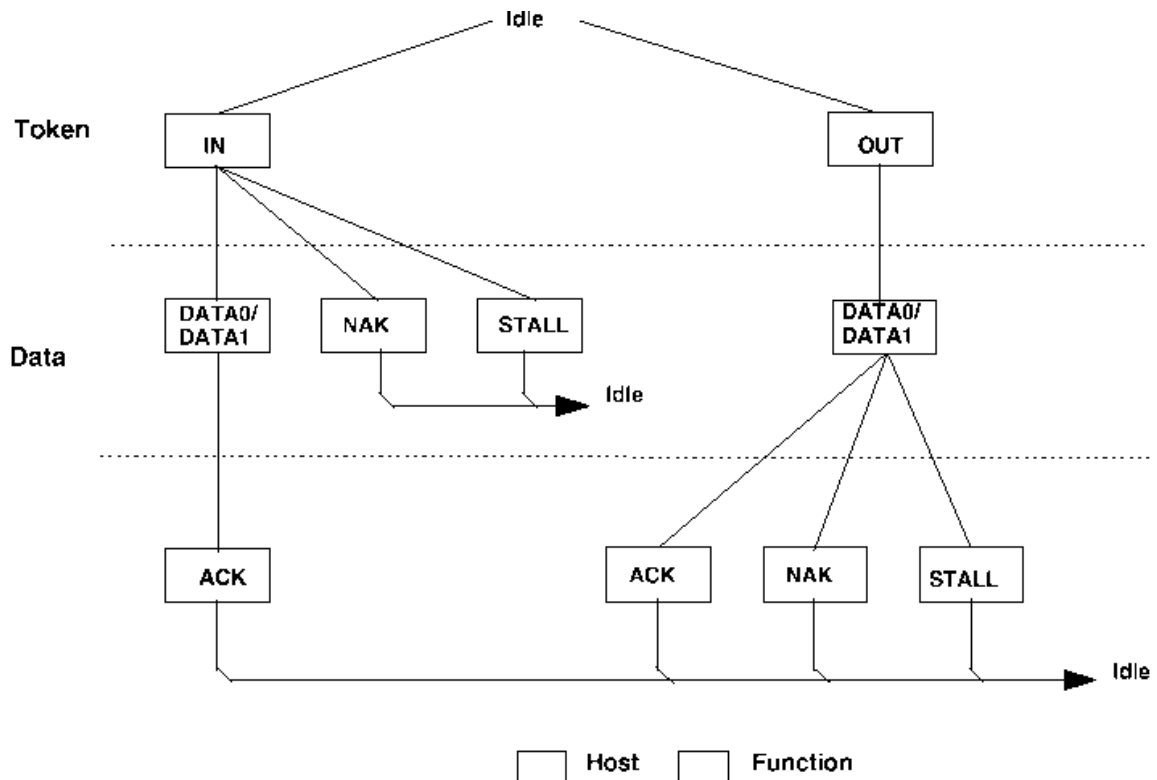 Idle
Token
IN
OUT
DATA0/
DATA1
NAK
STALL
DATA0/
DATA1
Data
Idle
ACK
ACK
NAK
STALL
Idle
Host
Function